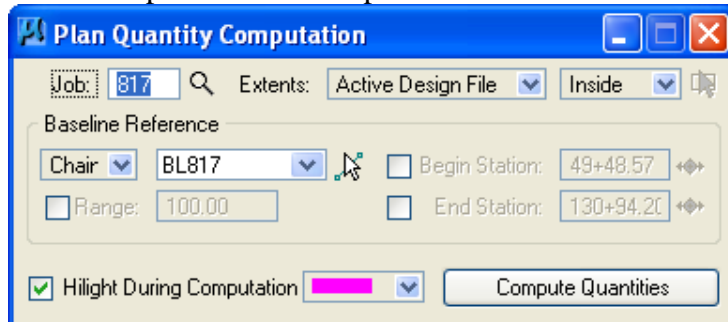 Plan Quantity Computation
Job: 817 Extents: Active Design File Inside
Baseline Reference
Chair BL817 Begin Station: 49+48.57
Range: 100.00 End Station: 130+94.20
Hilight During Computation Compute Quantities